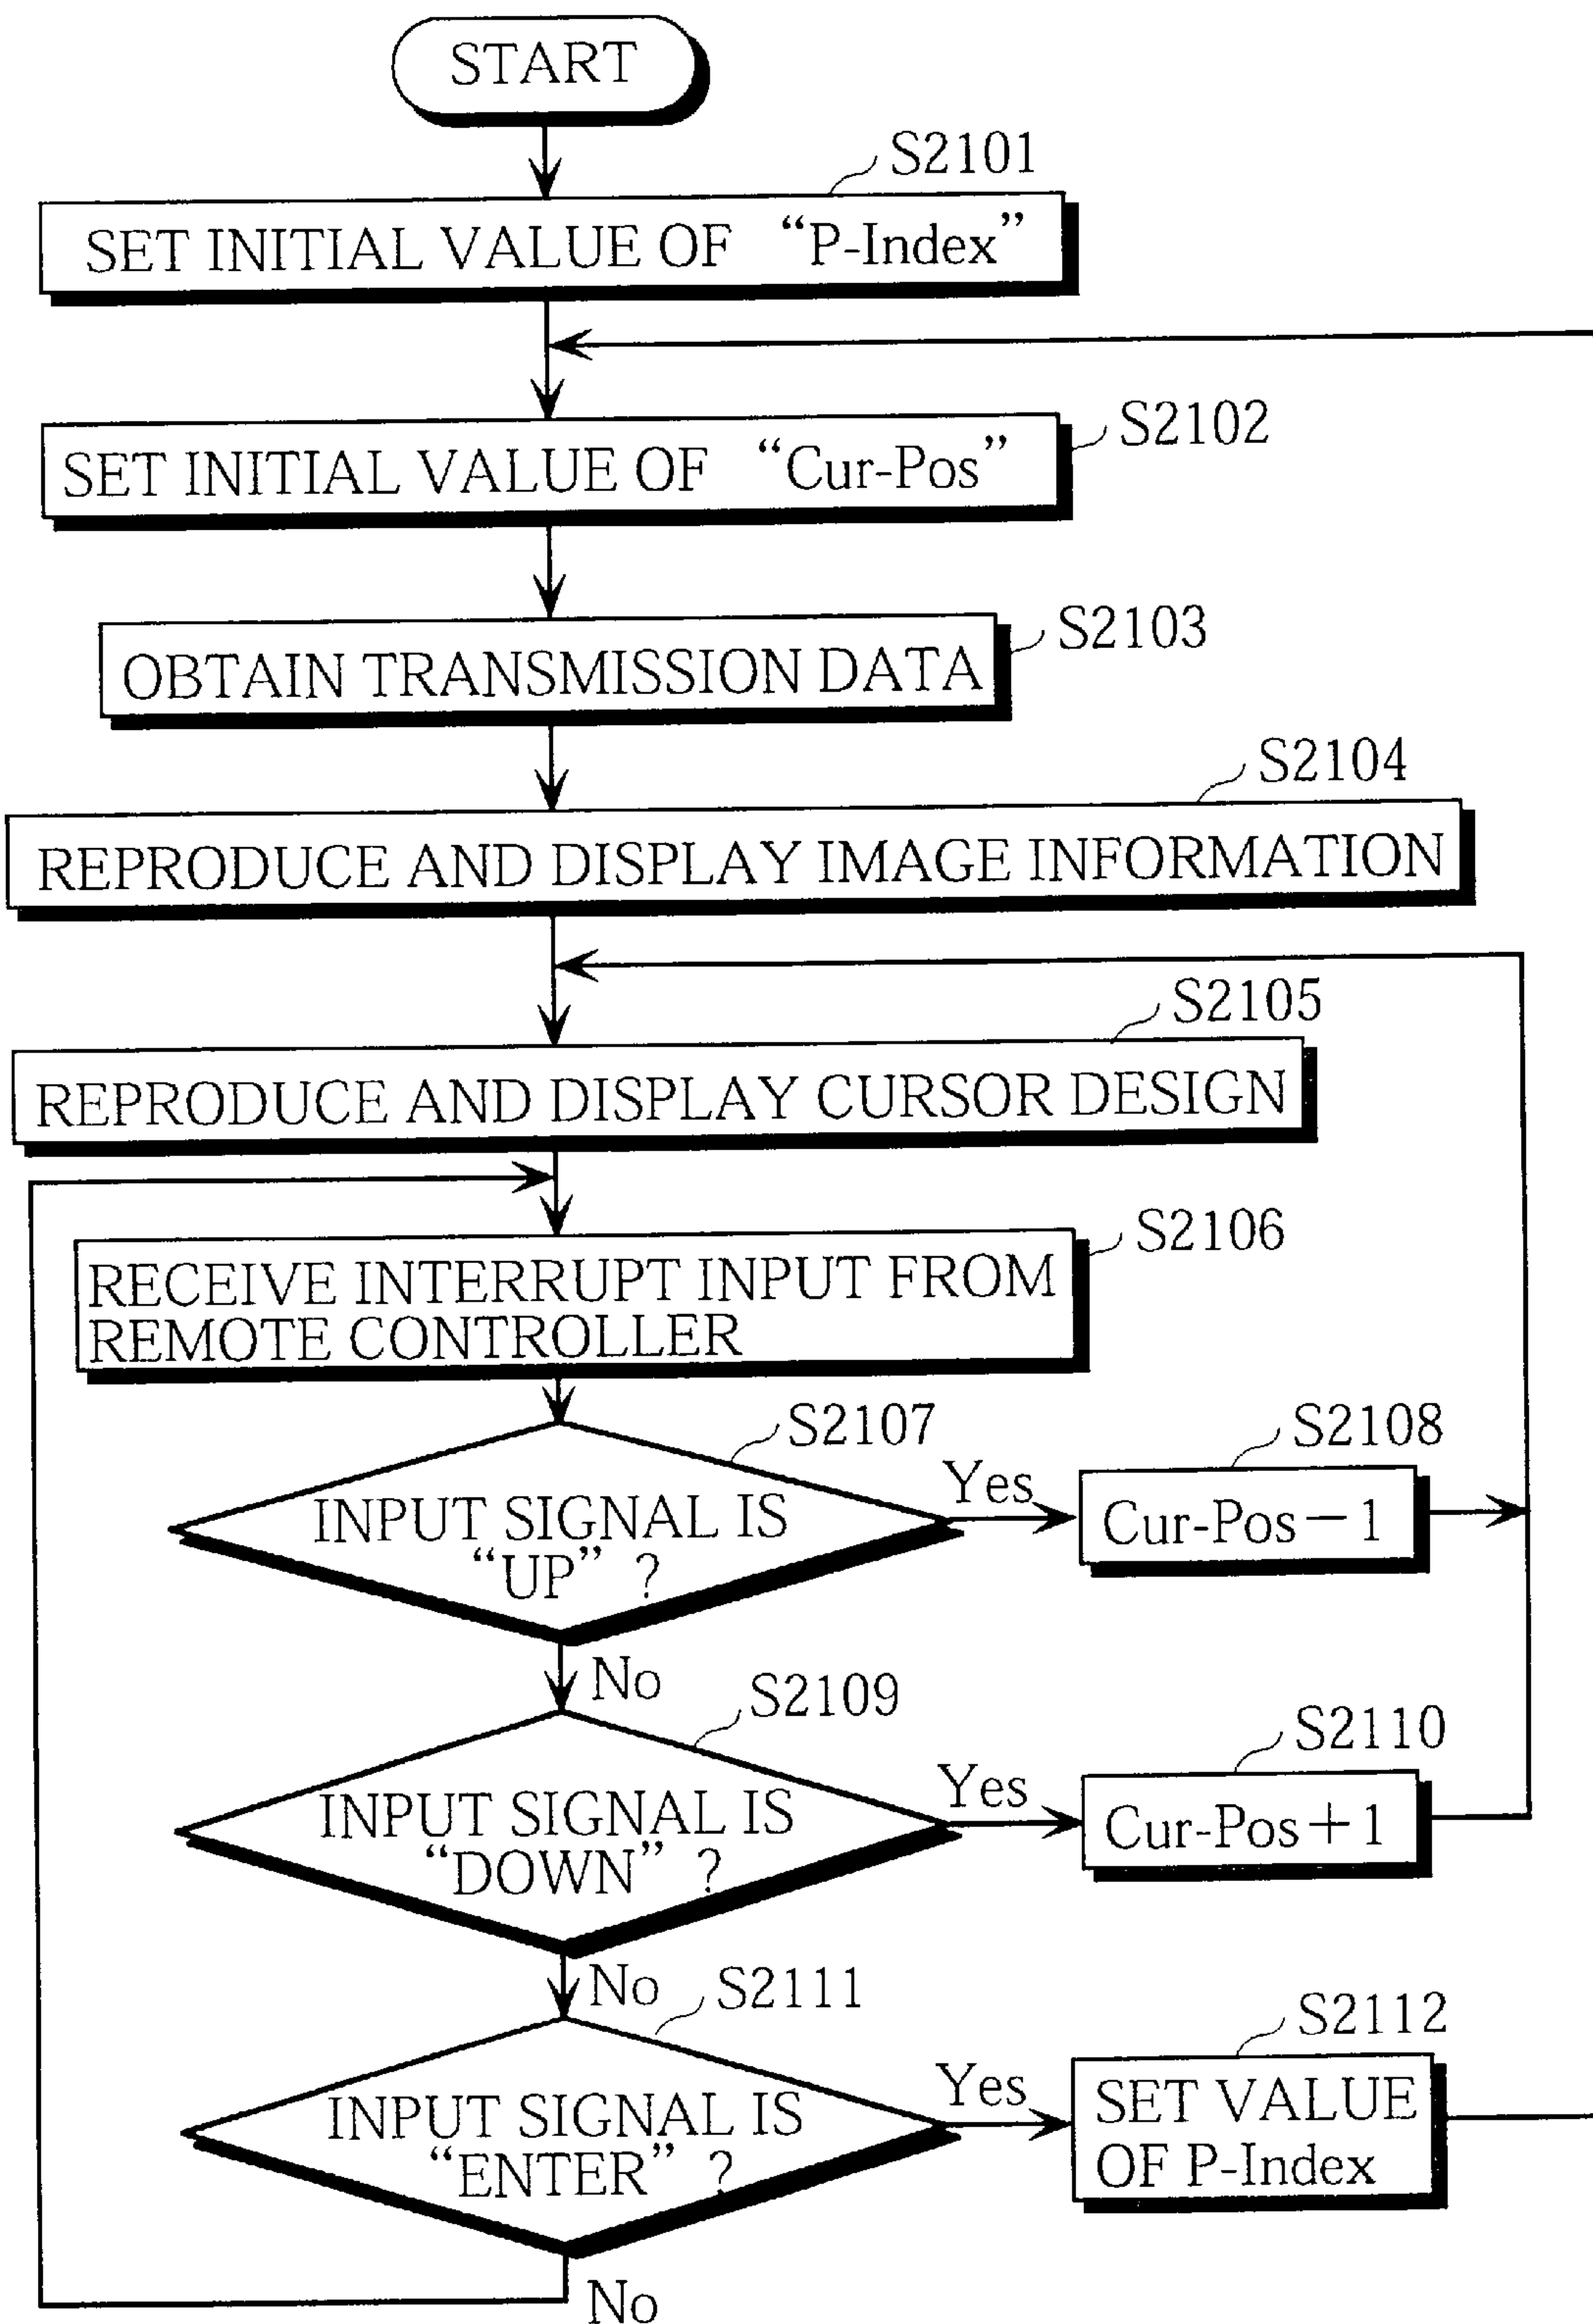 START
S2101
SET INITIAL VALUE OF “P-Index”
S2102
SET INITIAL VALUE OF “Cur-Pos”
S2103
OBTAIN TRANSMISSION DATA
S2104
REPRODUCE AND DISPLAY IMAGE INFORMATION
S2105
REPRODUCE AND DISPLAY CURSOR DESIGN
S2106
RECEIVE INTERRUPT INPUT FROM
REMOTE CONTROLLER
S2107
INPUT SIGNAL IS
“UP” ?
Yes
S2108
Cur-Pos－1
No
S2109
INPUT SIGNAL IS
“DOWN” ?
Yes
S2110
Cur-Pos＋1
No
S2111
INPUT SIGNAL IS
“ENTER” ?
Yes
S2112
SET VALUE
OF P-Index
No